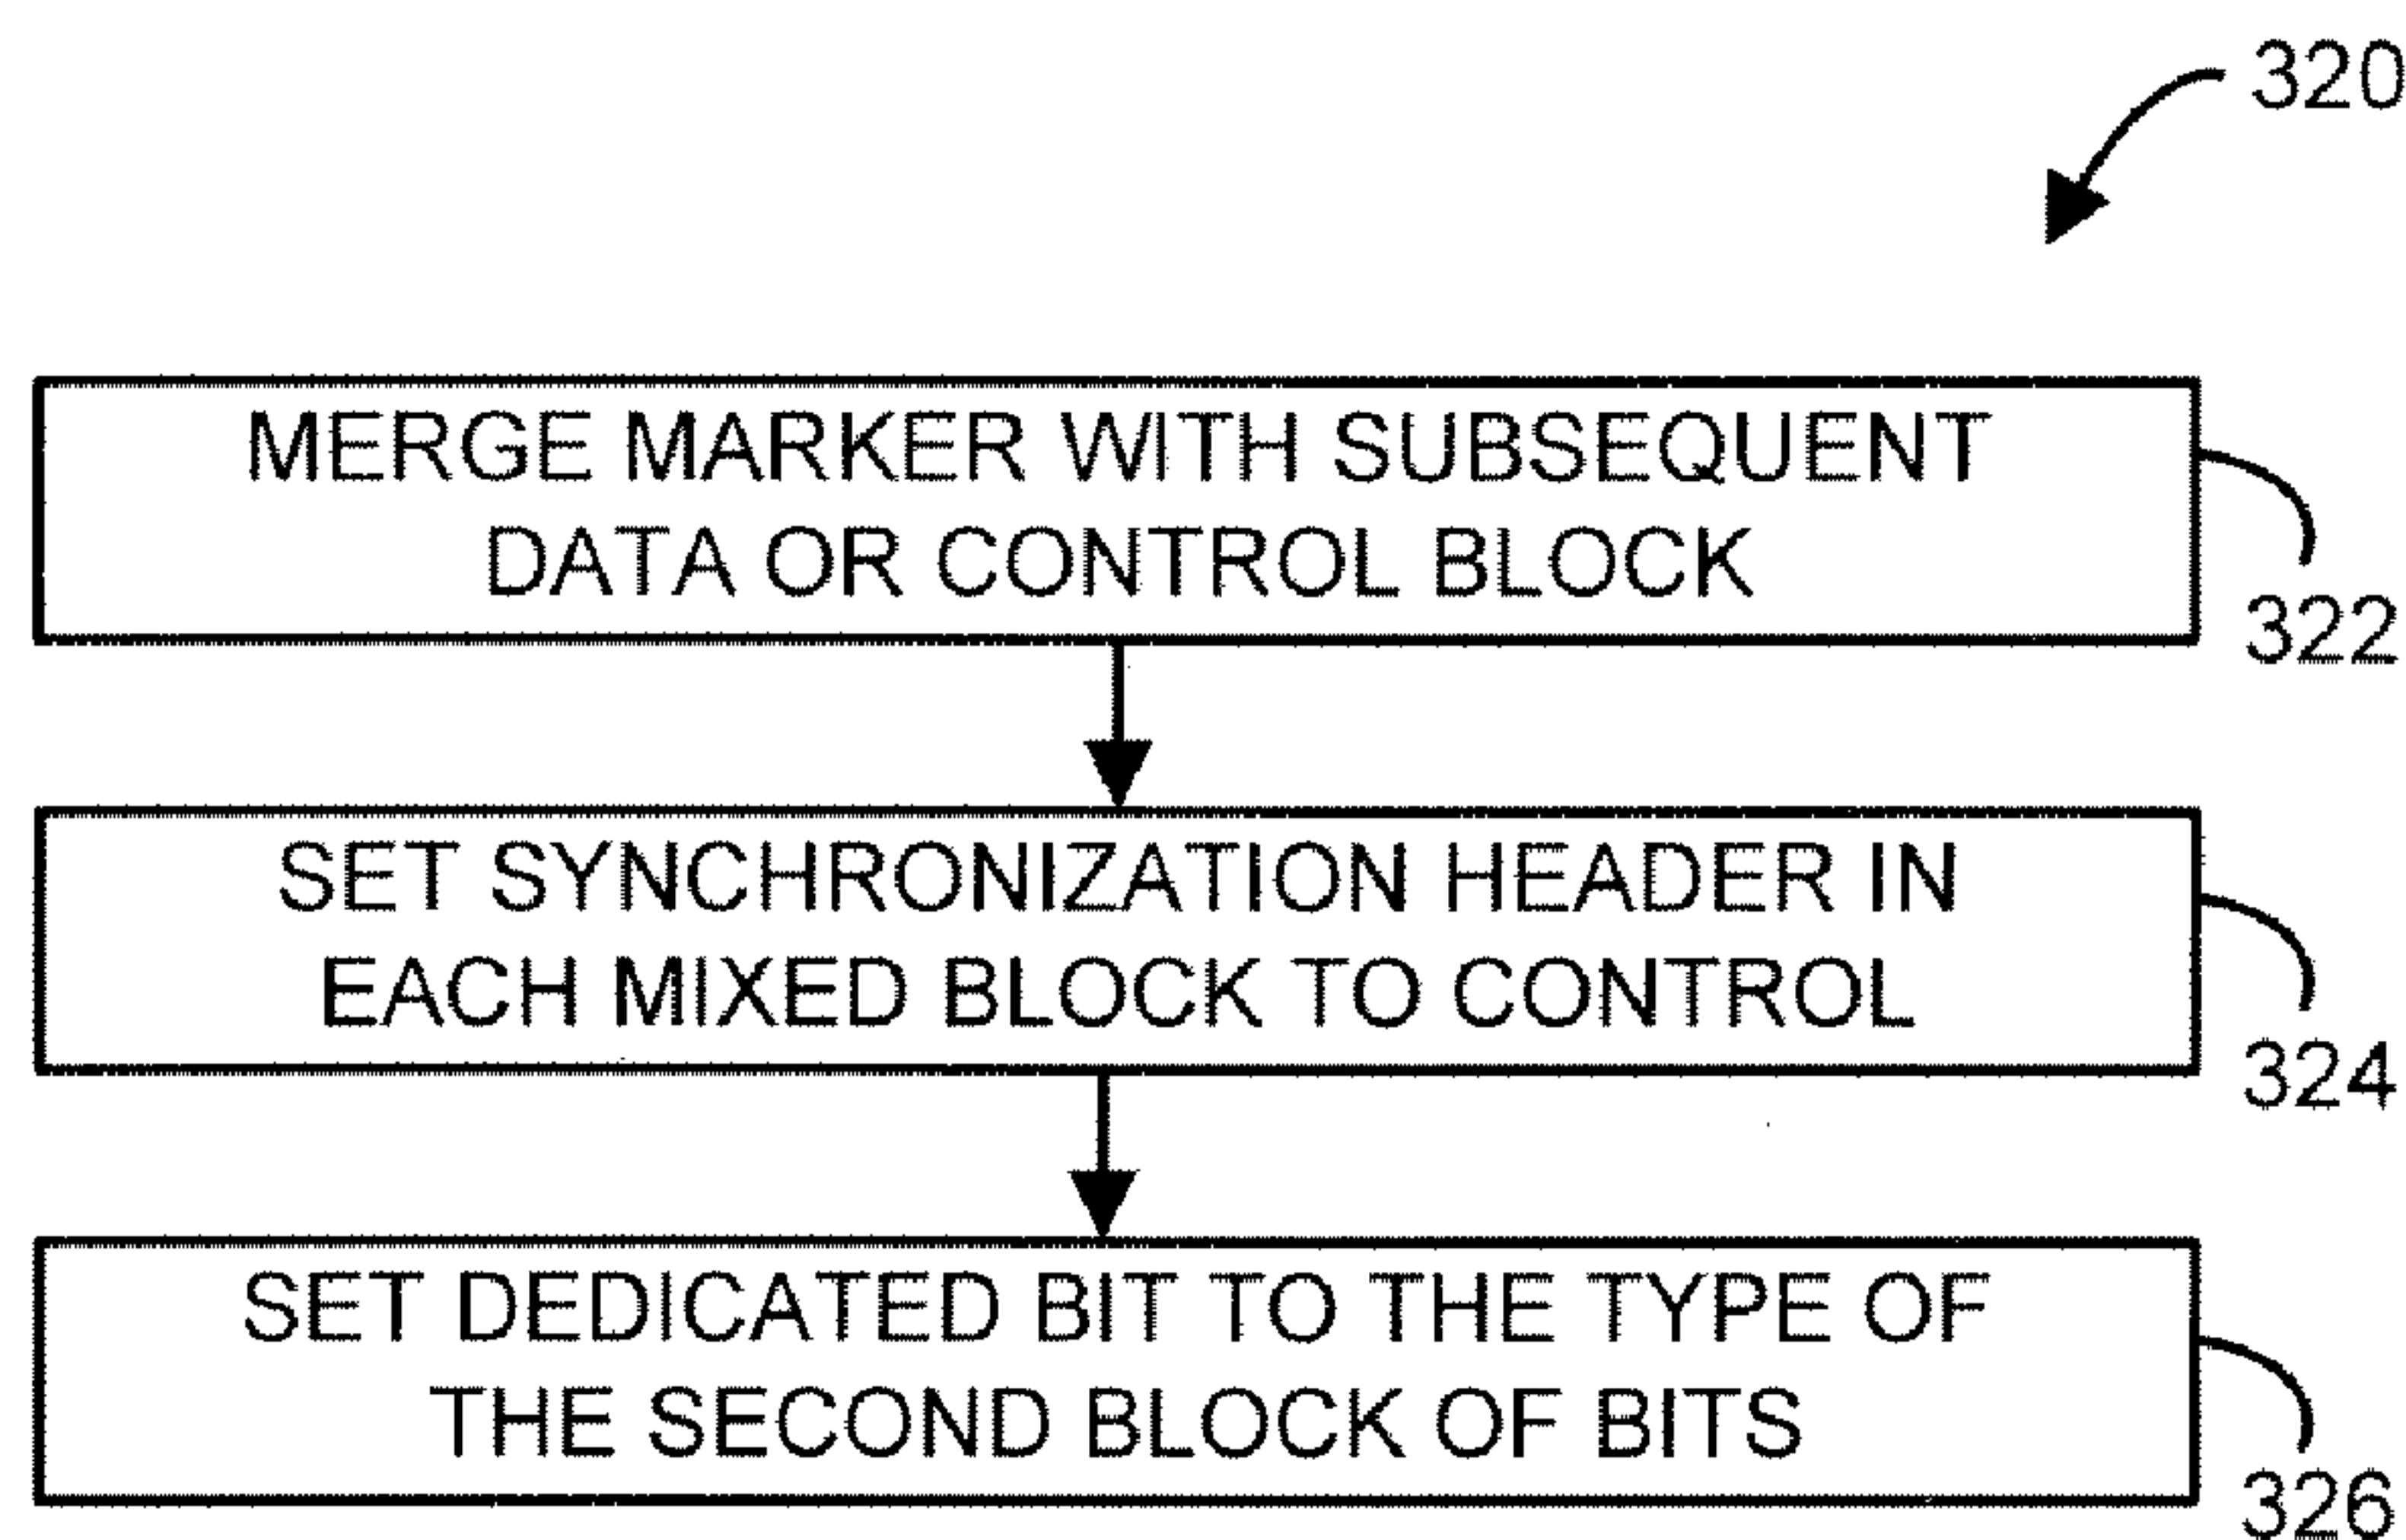 320
MERGE MARKER WITH SUBSEQUENT
DATA OR CONTROL BLOCK
322
SET SYNCHRONIZATION HEADER IN
EACH MIXED BLOCK TO CONTROL
324
SET DEDICATED BIT TO THE TYPE OF
THE SECOND BLOCK OF BITS
326